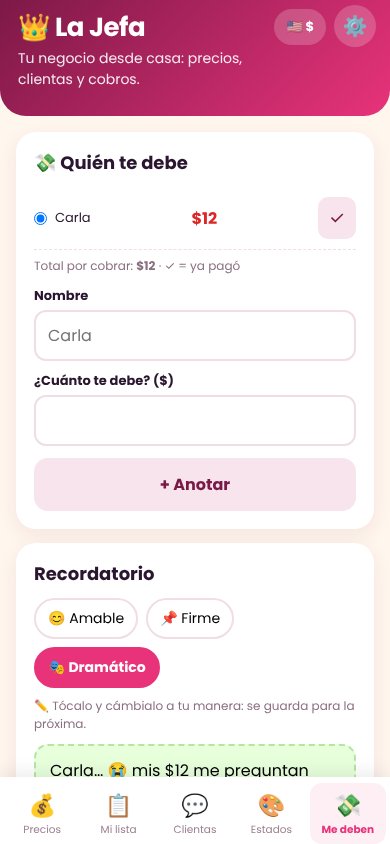 👑 La Jefa
🇺🇸 $
⚙️
Tu negocio desde casa: precios,
clientas y cobros.
💸 Quién te debe
Carla
$12
✓
Total por cobrar: $12 · ✓ = ya pagó
Nombre
Carla
¿Cuánto te debe? ($)
+ Anotar
Recordatorio
😊 Amable
📌 Firme
🎭 Dramático
✏️ Tócalo y cámbialo a tu manera: se guarda para la
próxima.
Carla... 😭 mis $12 me preguntan
Precios
Mi lista
Clientas
Estados
Me deben